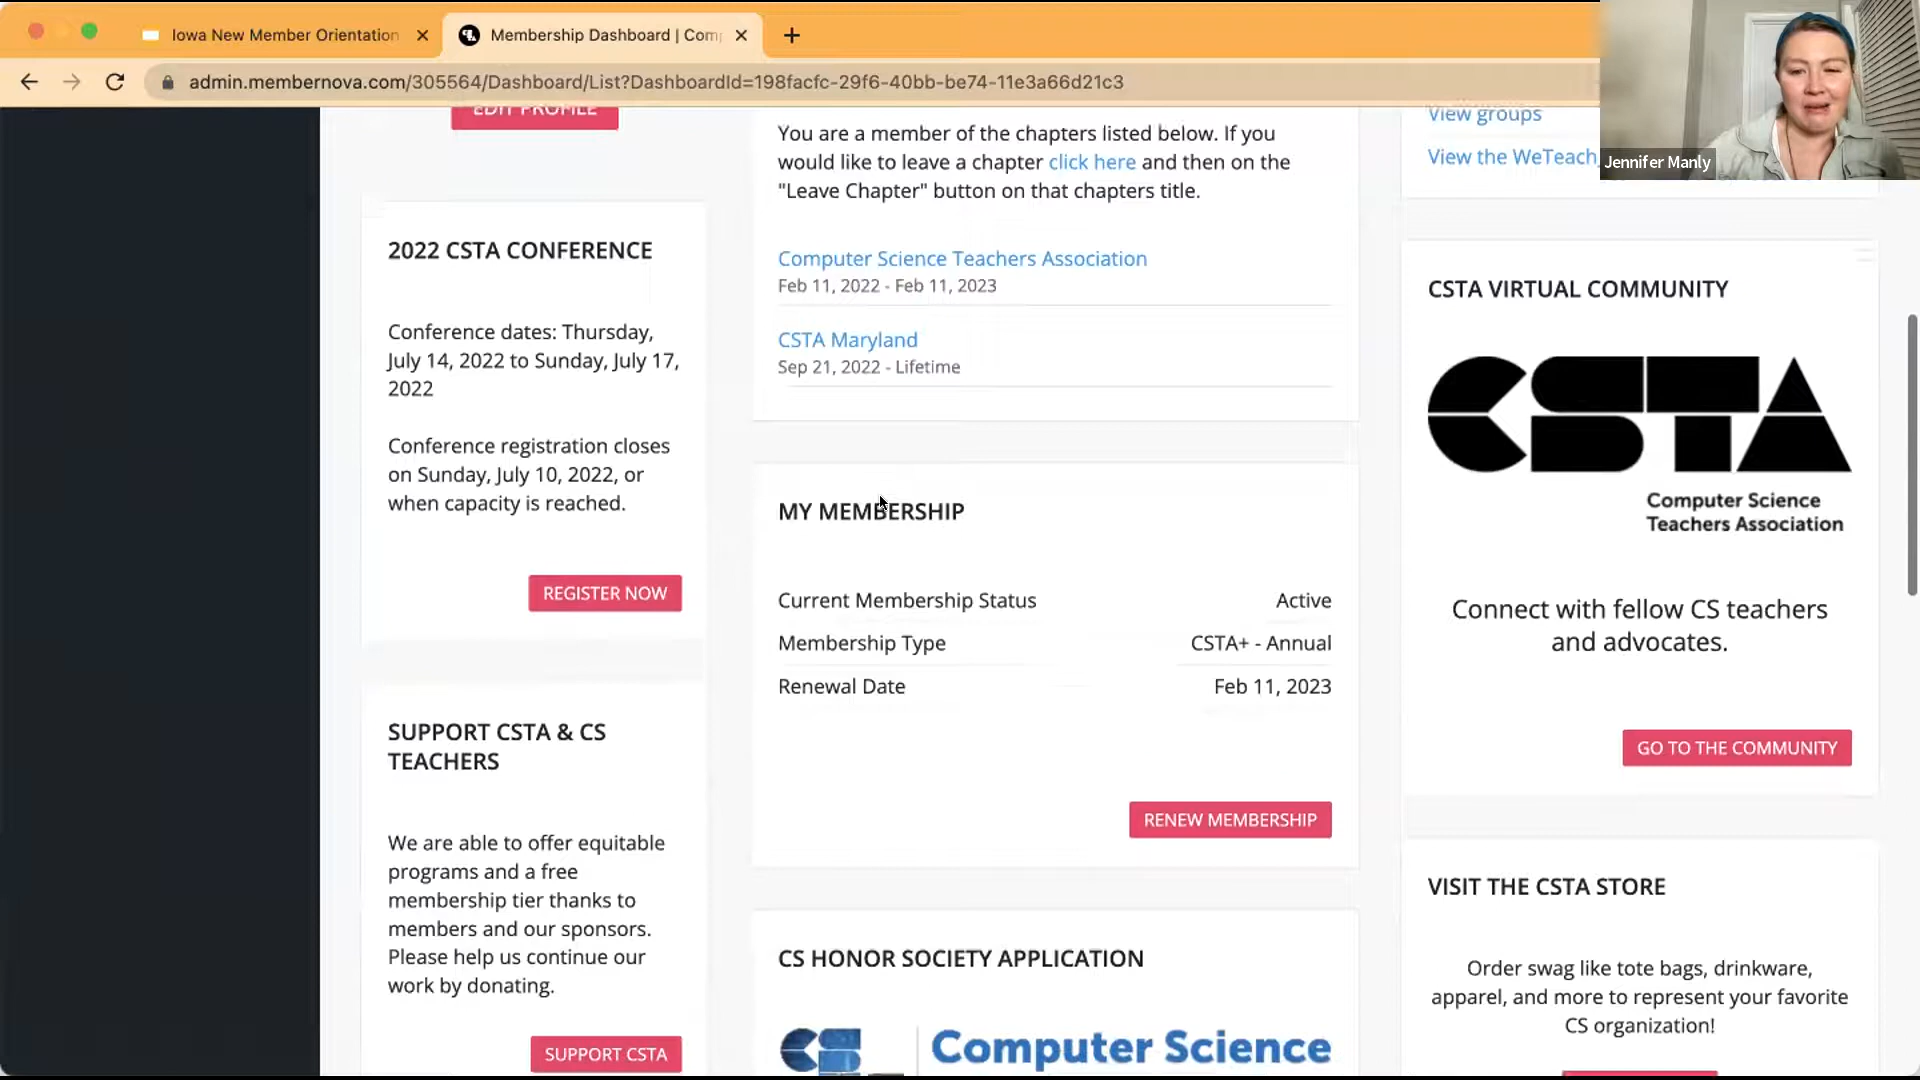 Iowa New Member Orientation
Membership Dashboard | Com
admin.membernova.com/305564/Dashboard/List?DashboardId=198facfc-29f6-40bb-be74-11e3a66d21c3
Jennifer Manly
EDIT PROFILE
2022 CSTA CONFERENCE
Conference dates: Thursday,
July 14, 2022 to Sunday, July 17,
2022
Conference registration closes
on Sunday, July 10, 2022, or
when capacity is reached.
REGISTER NOW
SUPPORT CSTA & CS
TEACHERS
We are able to offer equitable
programs and a free
membership tier thanks to
members and our sponsors.
Please help us continue our
work by donating.
SUPPORT CSTA
You are a member of the chapters listed below. If you
would like to leave a chapter click here and then on the
"Leave Chapter" button on that chapters title.
Computer Science Teachers Association
Feb 11, 2022 - Feb 11, 2023
CSTA Maryland
Sep 21, 2022 - Lifetime
MY MEMBERSHIP
Current Membership Status Active
Membership Type CSTA+ - Annual
Renewal Date Feb 11, 2023
RENEW MEMBERSHIP
CS HONOR SOCIETY APPLICATION
CS
Computer Science
View groups
View the WeTeach
CSTA VIRTUAL COMMUNITY
CSTA
Computer Science
Teachers Association
Connect with fellow CS teachers
and advocates.
GO TO THE COMMUNITY
VISIT THE CSTA STORE
Order swag like tote bags, drinkware,
apparel, and more to represent your favorite
CS organization!